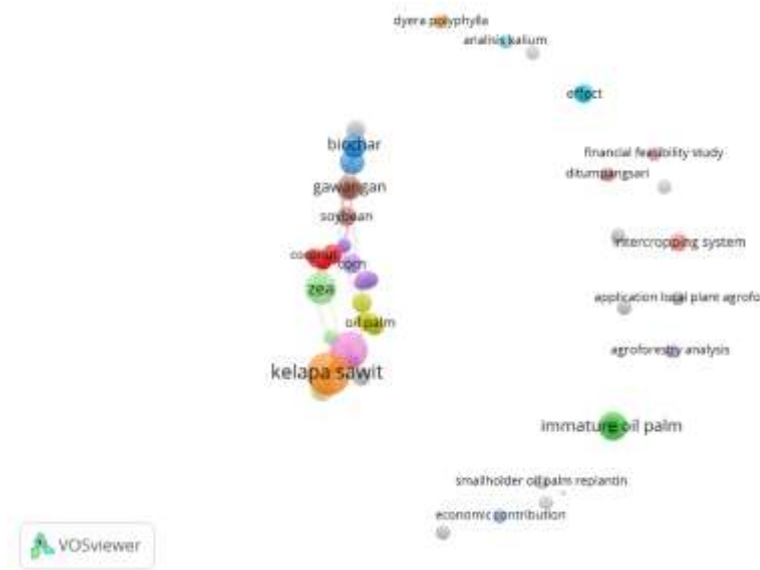 dyera polyphylla
analisis kalium
effect
biochar
financial feasibility study
ditumpangsari
gawangan
soybean
intercropping system
coconut
corn
zea
application local plant agrofo
oil palm
agroforestry analysis
kelapa sawit
immature oil palm
smallholder oil palm replantin
economic contribution
VOSviewer